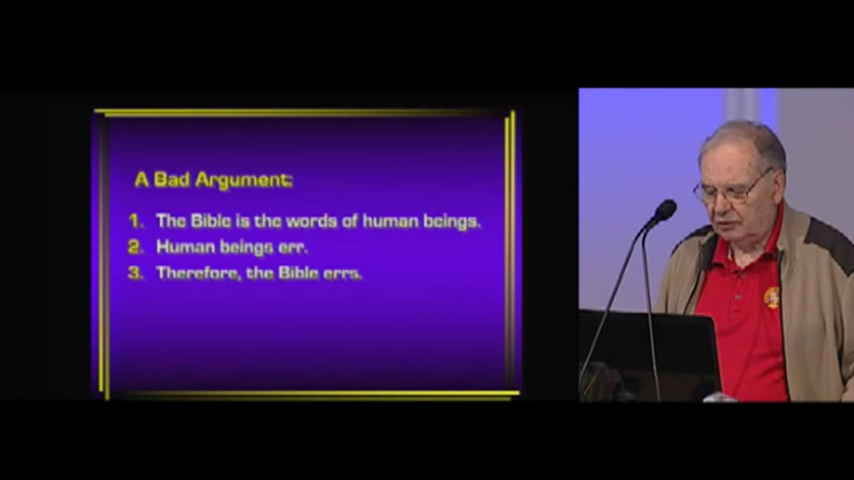 A Bad Argument:
1. The Bible is the words of human beings.
2. Human beings err.
3. Therefore, the Bible errs.